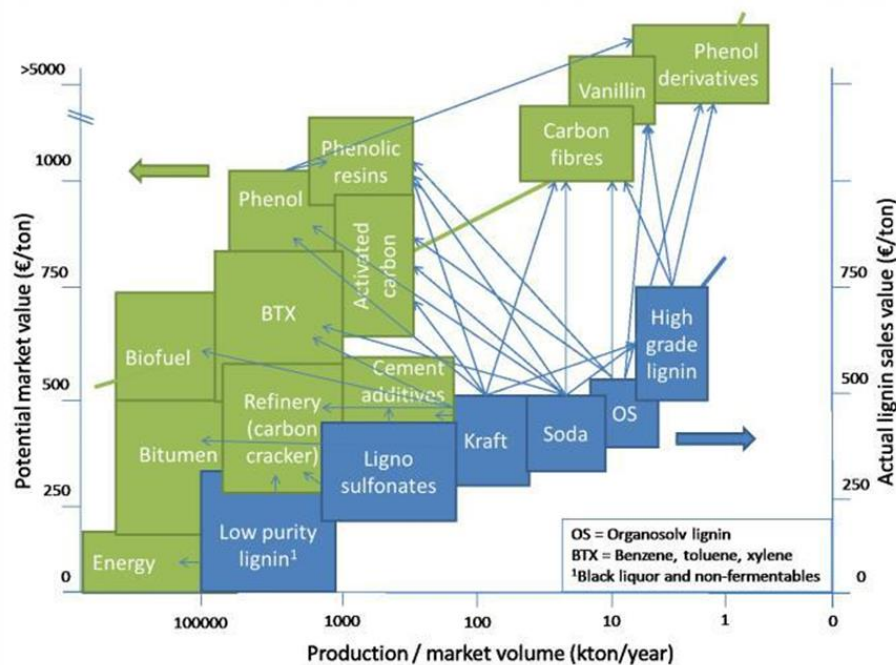 Potential market value (€/ton)
>5000
1000
750
500
250
0
Phenol
derivatives
Vanillin
Carbon
fibres
Phenolic
resins
Phenol
Activated
carbon
BTX
Biofuel
Cement
additives
Refinery
(carbon
cracker)
Bitumen
Energy
High
grade
lignin
OS
Soda
Kraft
Ligno
sulfonates
Low purity
lignin¹
OS = Organosolv lignin
BTX = Benzene, toluene, xylene
¹Black liquor and non-fermentables
750
500
250
0
Actual lignin sales value (€/ton)
100000
1000
100
10
1
0
Production / market volume (kton/year)